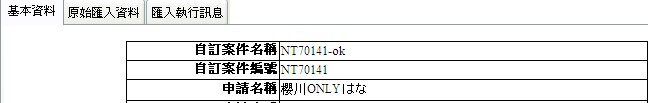 基本資料 原始匯入資料 匯入執行訊息
自訂案件名稱 NT70141-ok
自訂案件編號 NT70141
申請名稱 櫻川ONLYはな